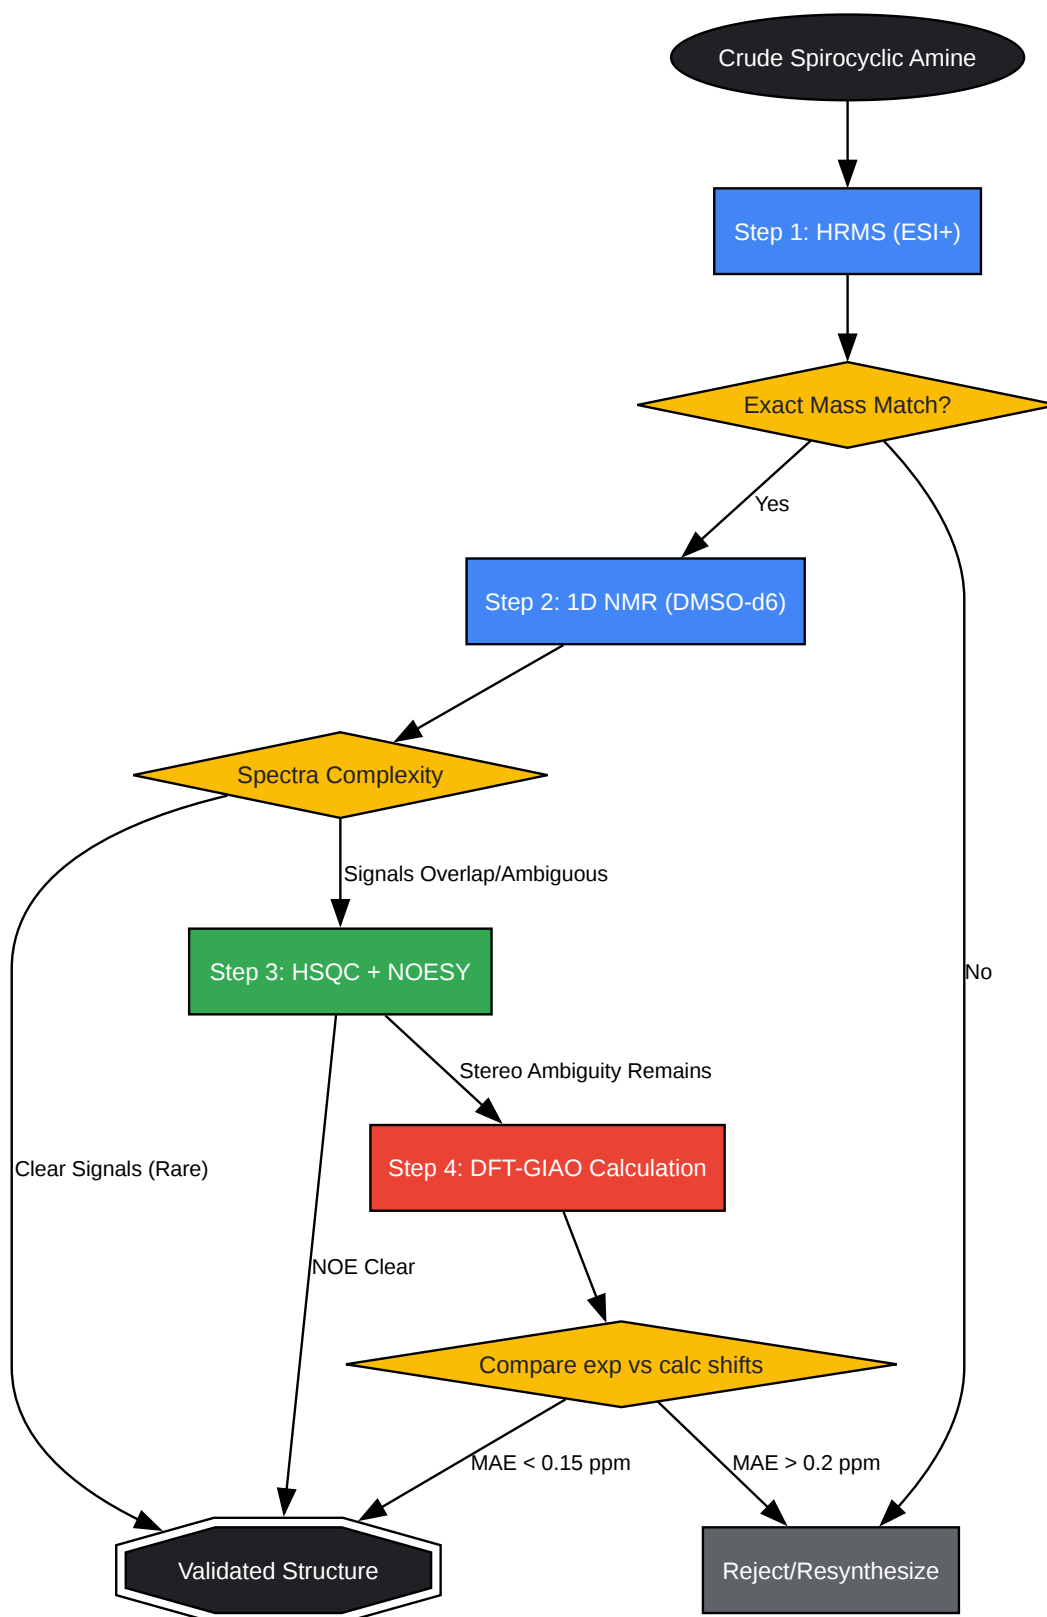 Crude Spirocyclic Amine
Step 1: HRMS (ESI+)
Exact Mass Match?
Yes
Step 2: 1D NMR (DMSO-d6)
Spectra Complexity
Signals Overlap/Ambiguous
Step 3: HSQC + NOESY
No
Stereo Ambiguity Remains
Step 4: DFT-GIAO Calculation
Clear Signals (Rare)
NOE Clear
Compare exp vs calc shifts
MAE < 0.15 ppm
MAE > 0.2 ppm
Validated Structure
Reject/Resynthesize